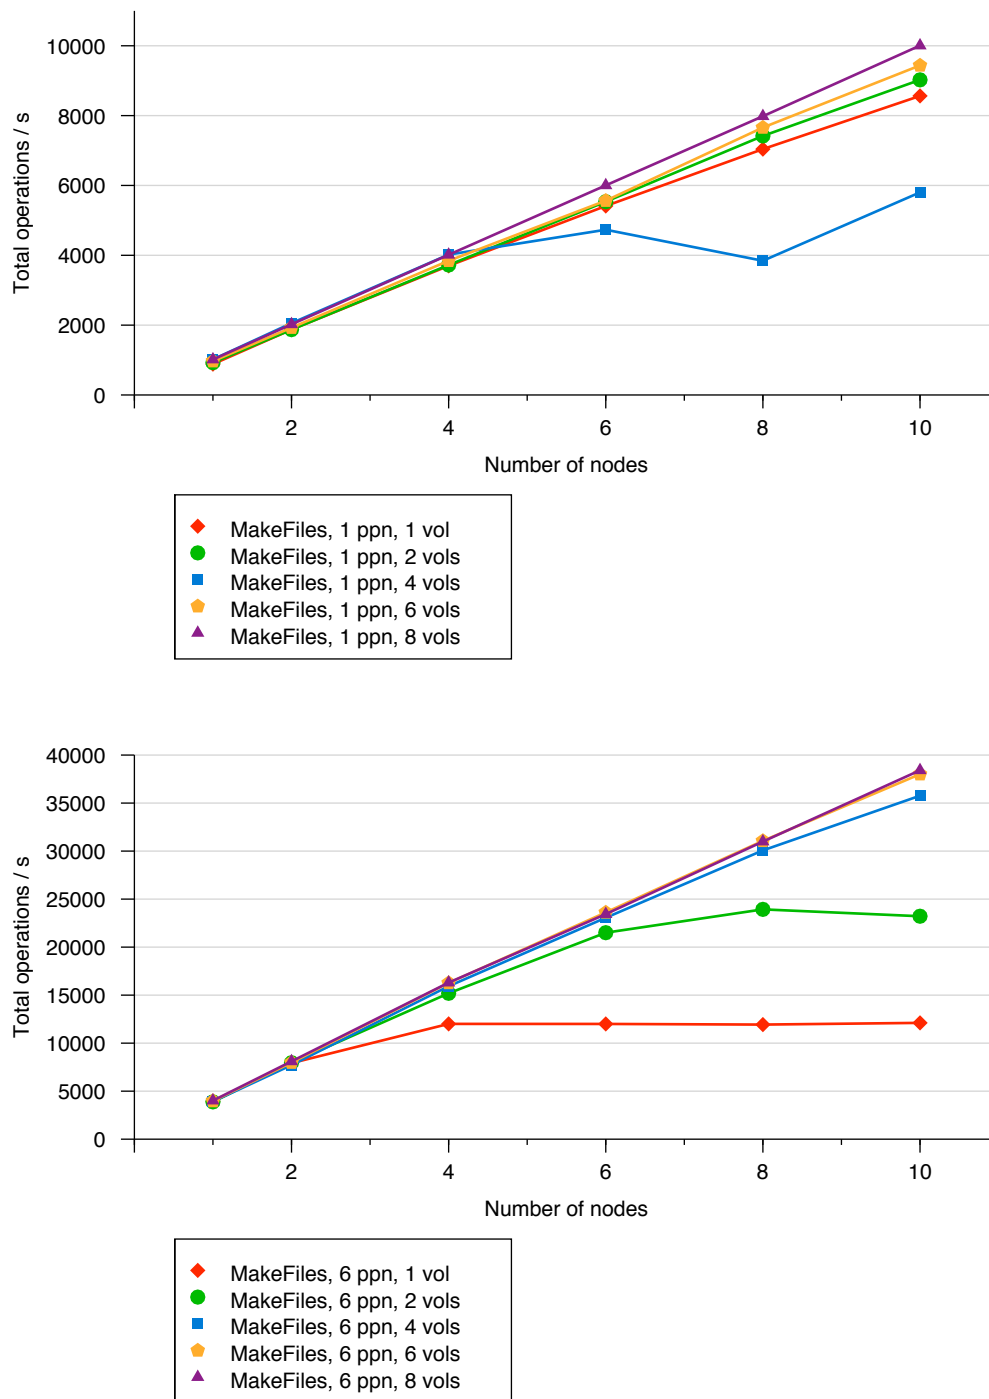 Total operations / s
10000
8000
6000
4000
2000
0
2
4
6
8
10
Number of nodes
MakeFiles, 1 ppn, 1 vol
MakeFiles, 1 ppn, 2 vols
MakeFiles, 1 ppn, 4 vols
MakeFiles, 1 ppn, 6 vols
MakeFiles, 1 ppn, 8 vols
Total operations / s
40000
35000
30000
25000
20000
15000
10000
5000
0
2
4
6
8
10
Number of nodes
MakeFiles, 6 ppn, 1 vol
MakeFiles, 6 ppn, 2 vols
MakeFiles, 6 ppn, 4 vols
MakeFiles, 6 ppn, 6 vols
MakeFiles, 6 ppn, 8 vols